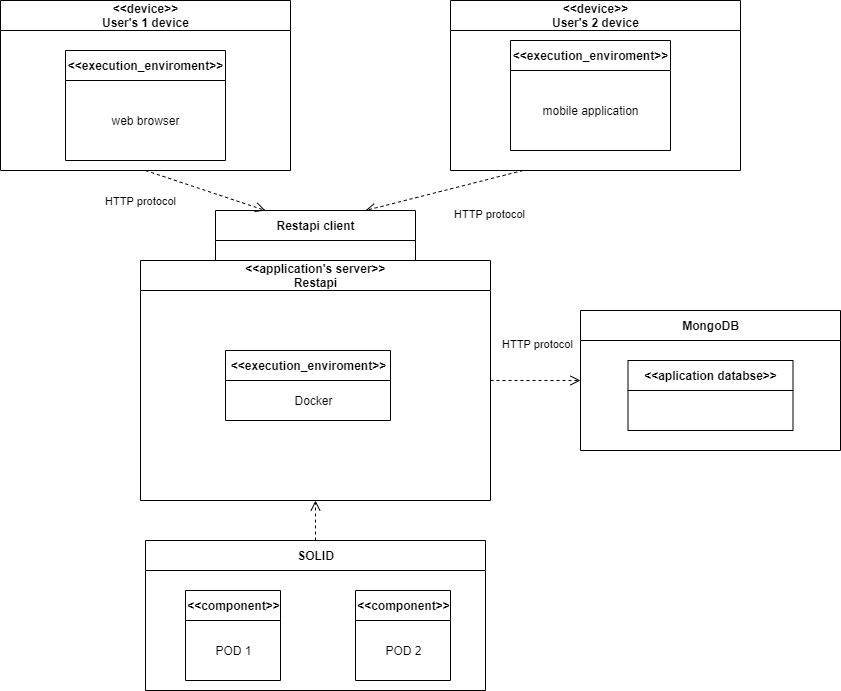 <<device>>
User's 1 device
<<execution_enviroment>>
web browser
<<device>>
User's 2 device
<<execution_enviroment>>
mobile application
HTTP protocol
HTTP protocol
Restapi client
<<application's server>>
Restapi
<<execution_enviroment>>
Docker
HTTP protocol
MongoDB
<<aplication databse>>
SOLID
<<component>>
POD 1
<<component>>
POD 2